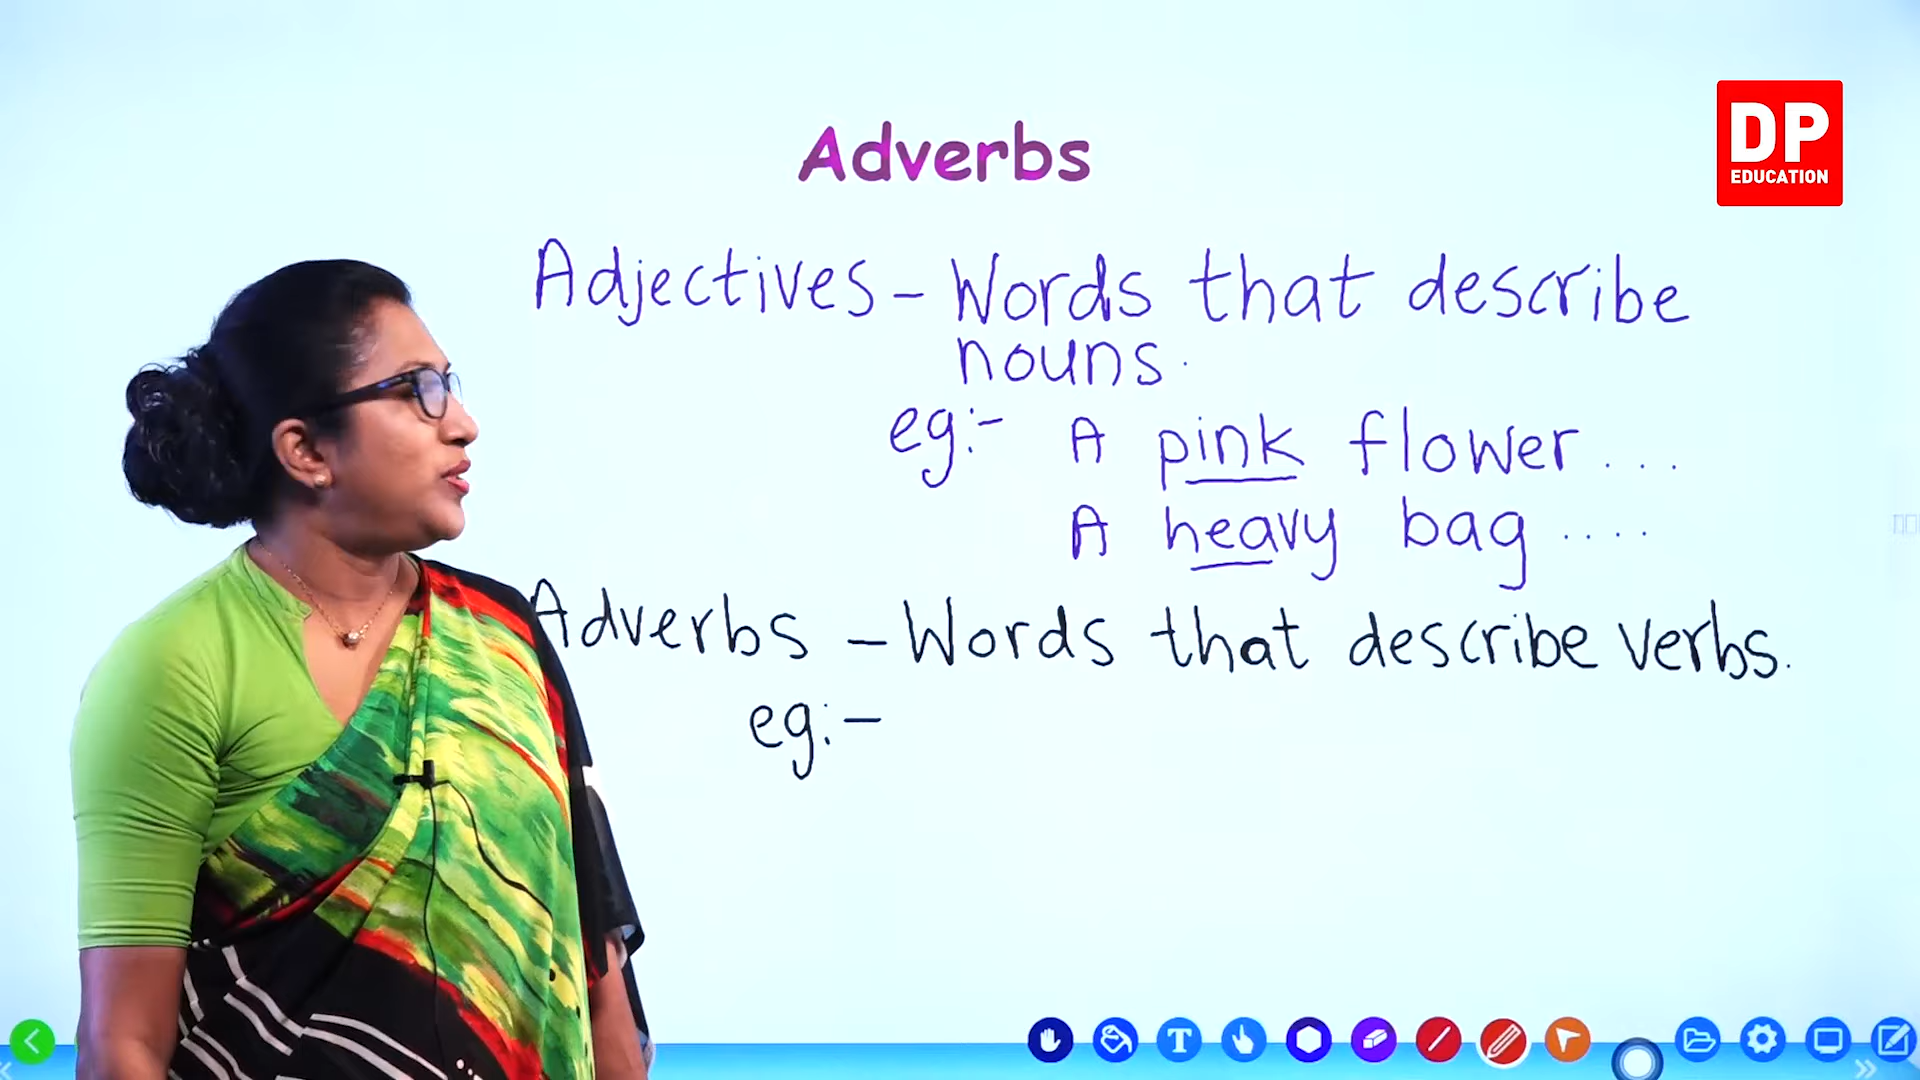 Adverbs
DP
EDUCATION
Adjectives – Words that describe
nouns.
eg:- A pink flower ...
A heavy bag ....
Adverbs – Words that describe verbs.
eg:-
T